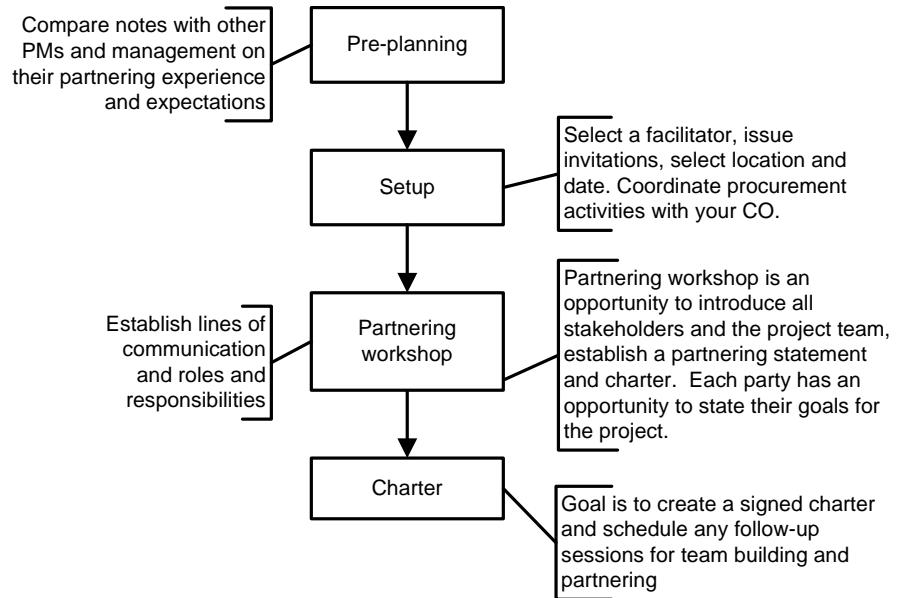 Compare notes with other
PMs and management on
their partnering experience
and expectations
Pre-planning
Setup
Select a facilitator, issue
invitations, select location and
date. Coordinate procurement
activities with your CO.
Establish lines of
communication
and roles and
responsibilities
Partnering
workshop
Partnering workshop is an
opportunity to introduce all
stakeholders and the project team,
establish a partnering statement
and charter.  Each party has an
opportunity to state their goals for
the project.
Charter
Goal is to create a signed charter
and schedule any follow-up
sessions for team building and
partnering